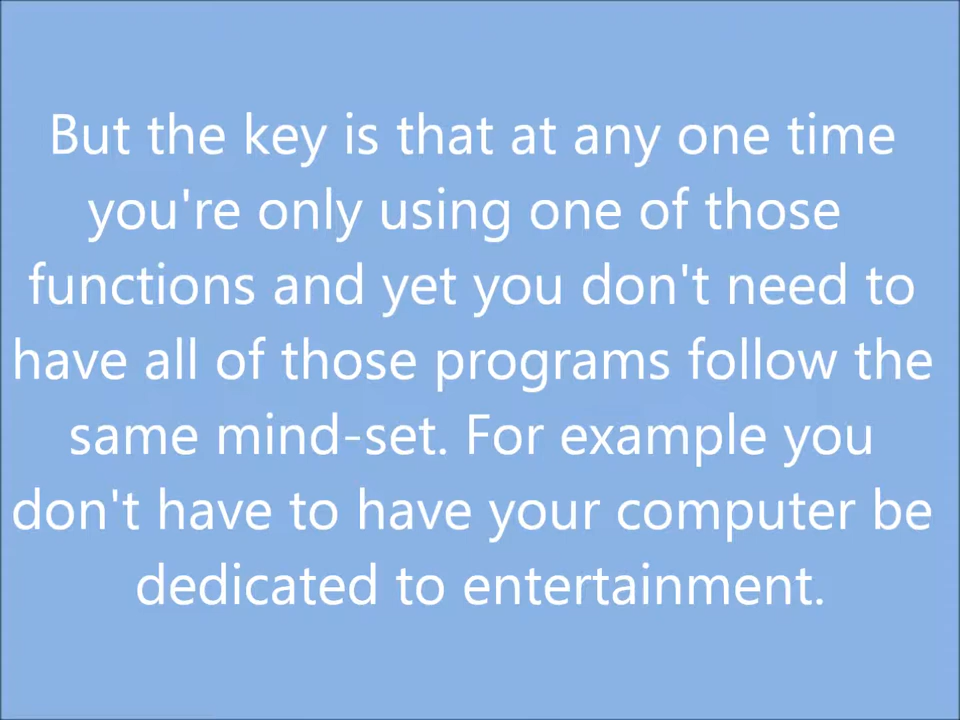 But the key is that at any one time
you're only using one of those
functions and yet you don't need to
have all of those programs follow the
same mind-set. For example you
don't have to have your computer be
dedicated to entertainment.